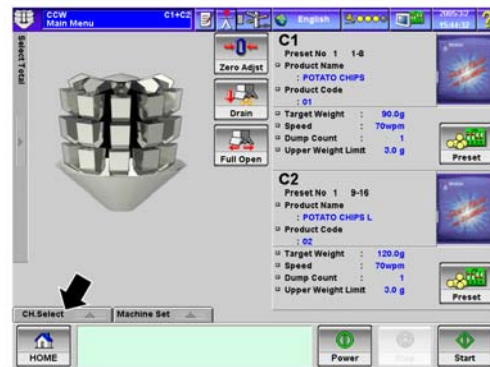 CCW
Main Menu
C1+C2
English
2005/3/2
15:44:32
Select Total
Zero Adjst
Drain
Full Open
C1
Preset No 1 1-8
Product Name
: POTATO CHIPS
Product Code
: 01
Target Weight : 90.0g
Speed : 70wpm
Dump Count : 1
Upper Weight Limit 3.0 g
Preset
C2
Preset No 1 9-16
Product Name
: POTATO CHIPS L
Product Code
: 02
Target Weight : 120.0g
Speed : 70wpm
Dump Count : 1
Upper Weight Limit 3.0 g
Preset
CH.Select
Machine Set
HOME
Power
Start